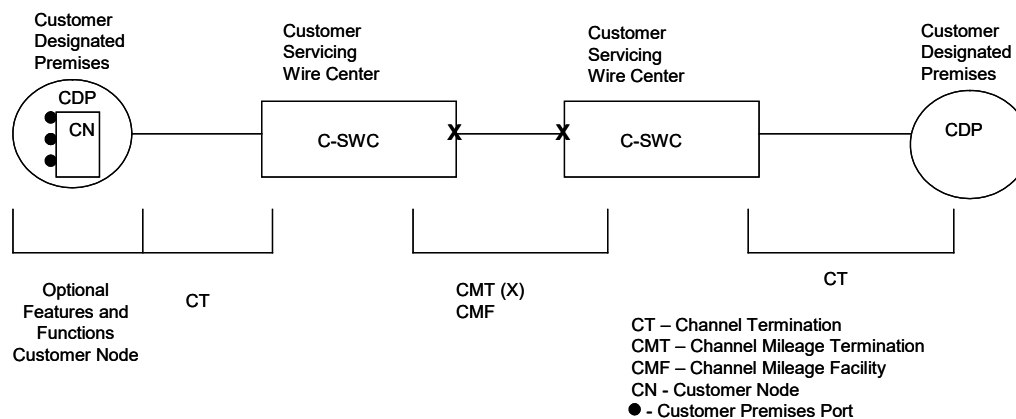 Customer
Designated
Premises
Customer
Servicing
Wire Center
Customer
Servicing
Wire Center
Customer
Designated
Premises
CDP
CN
C-SWC
X
X
C-SWC
CDP
Optional
Features and
Functions
Customer Node
CT
CMT (X)
CMF
CT
CT – Channel Termination
CMT – Channel Mileage Termination
CMF – Channel Mileage Facility
CN - Customer Node
● - Customer Premises Port